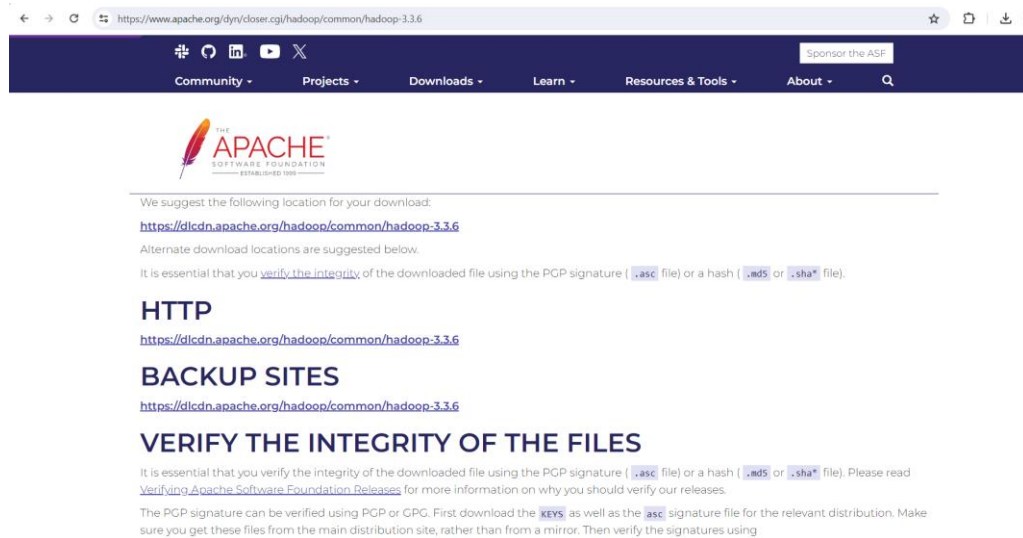 https://www.apache.org/dyn/closer.cgi/hadoop/common/hadoop-3.3.6
in
Sponsor the ASF
Community Projects Downloads Learn Resources & Tools About
THE
APACHE
SOFTWARE FOUNDATION
ESTABLISHED 1999
We suggest the following location for your download:
https://dlcdn.apache.org/hadoop/common/hadoop-3.3.6
Alternate download locations are suggested below.
It is essential that you verify the integrity of the downloaded file using the PGP signature ( .asc file) or a hash ( .md5 or .sha* file).
HTTP
https://dlcdn.apache.org/hadoop/common/hadoop-3.3.6
BACKUP SITES
https://dlcdn.apache.org/hadoop/common/hadoop-3.3.6
VERIFY THE INTEGRITY OF THE FILES
It is essential that you verify the integrity of the downloaded file using the PGP signature ( .asc file) or a hash ( .md5 or .sha* file). Please read
Verifying Apache Software Foundation Releases for more information on why you should verify our releases.
The PGP signature can be verified using PGP or GPG. First download the KEYS as well as the asc signature file for the relevant distribution. Make
sure you get these files from the main distribution site, rather than from a mirror. Then verify the signatures using